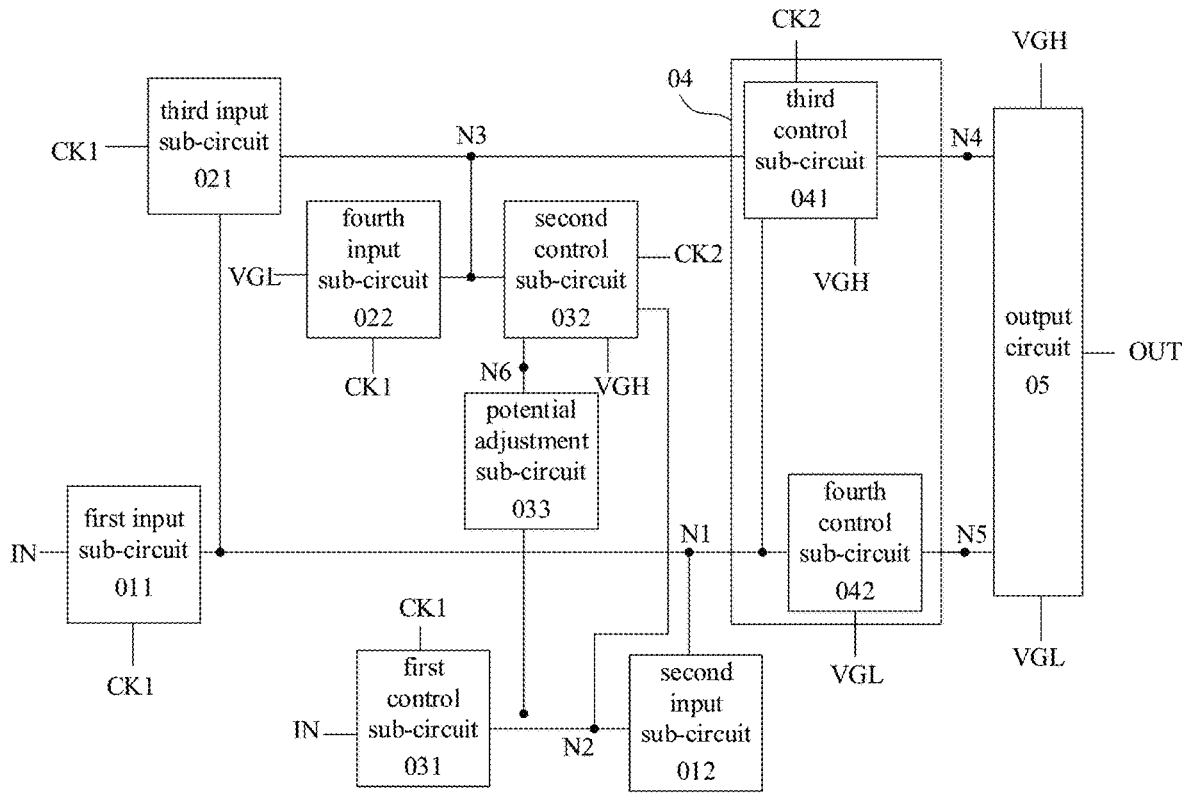 CK2
VGH
04
third input
sub-circuit
021
CK1
N3
third
control
sub-circuit
041
N4
fourth
input
sub-circuit
022
VGL
CK1
second
control
sub-circuit
032
CK2
VGH
VGH
N6
potential
adjustment
sub-circuit
033
output
circuit
05
OUT
first input
sub-circuit
011
IN
CK1
N1
fourth
control
sub-circuit
042
N5
VGL
VGL
CK1
first
control
sub-circuit
031
IN
N2
second
input
sub-circuit
012